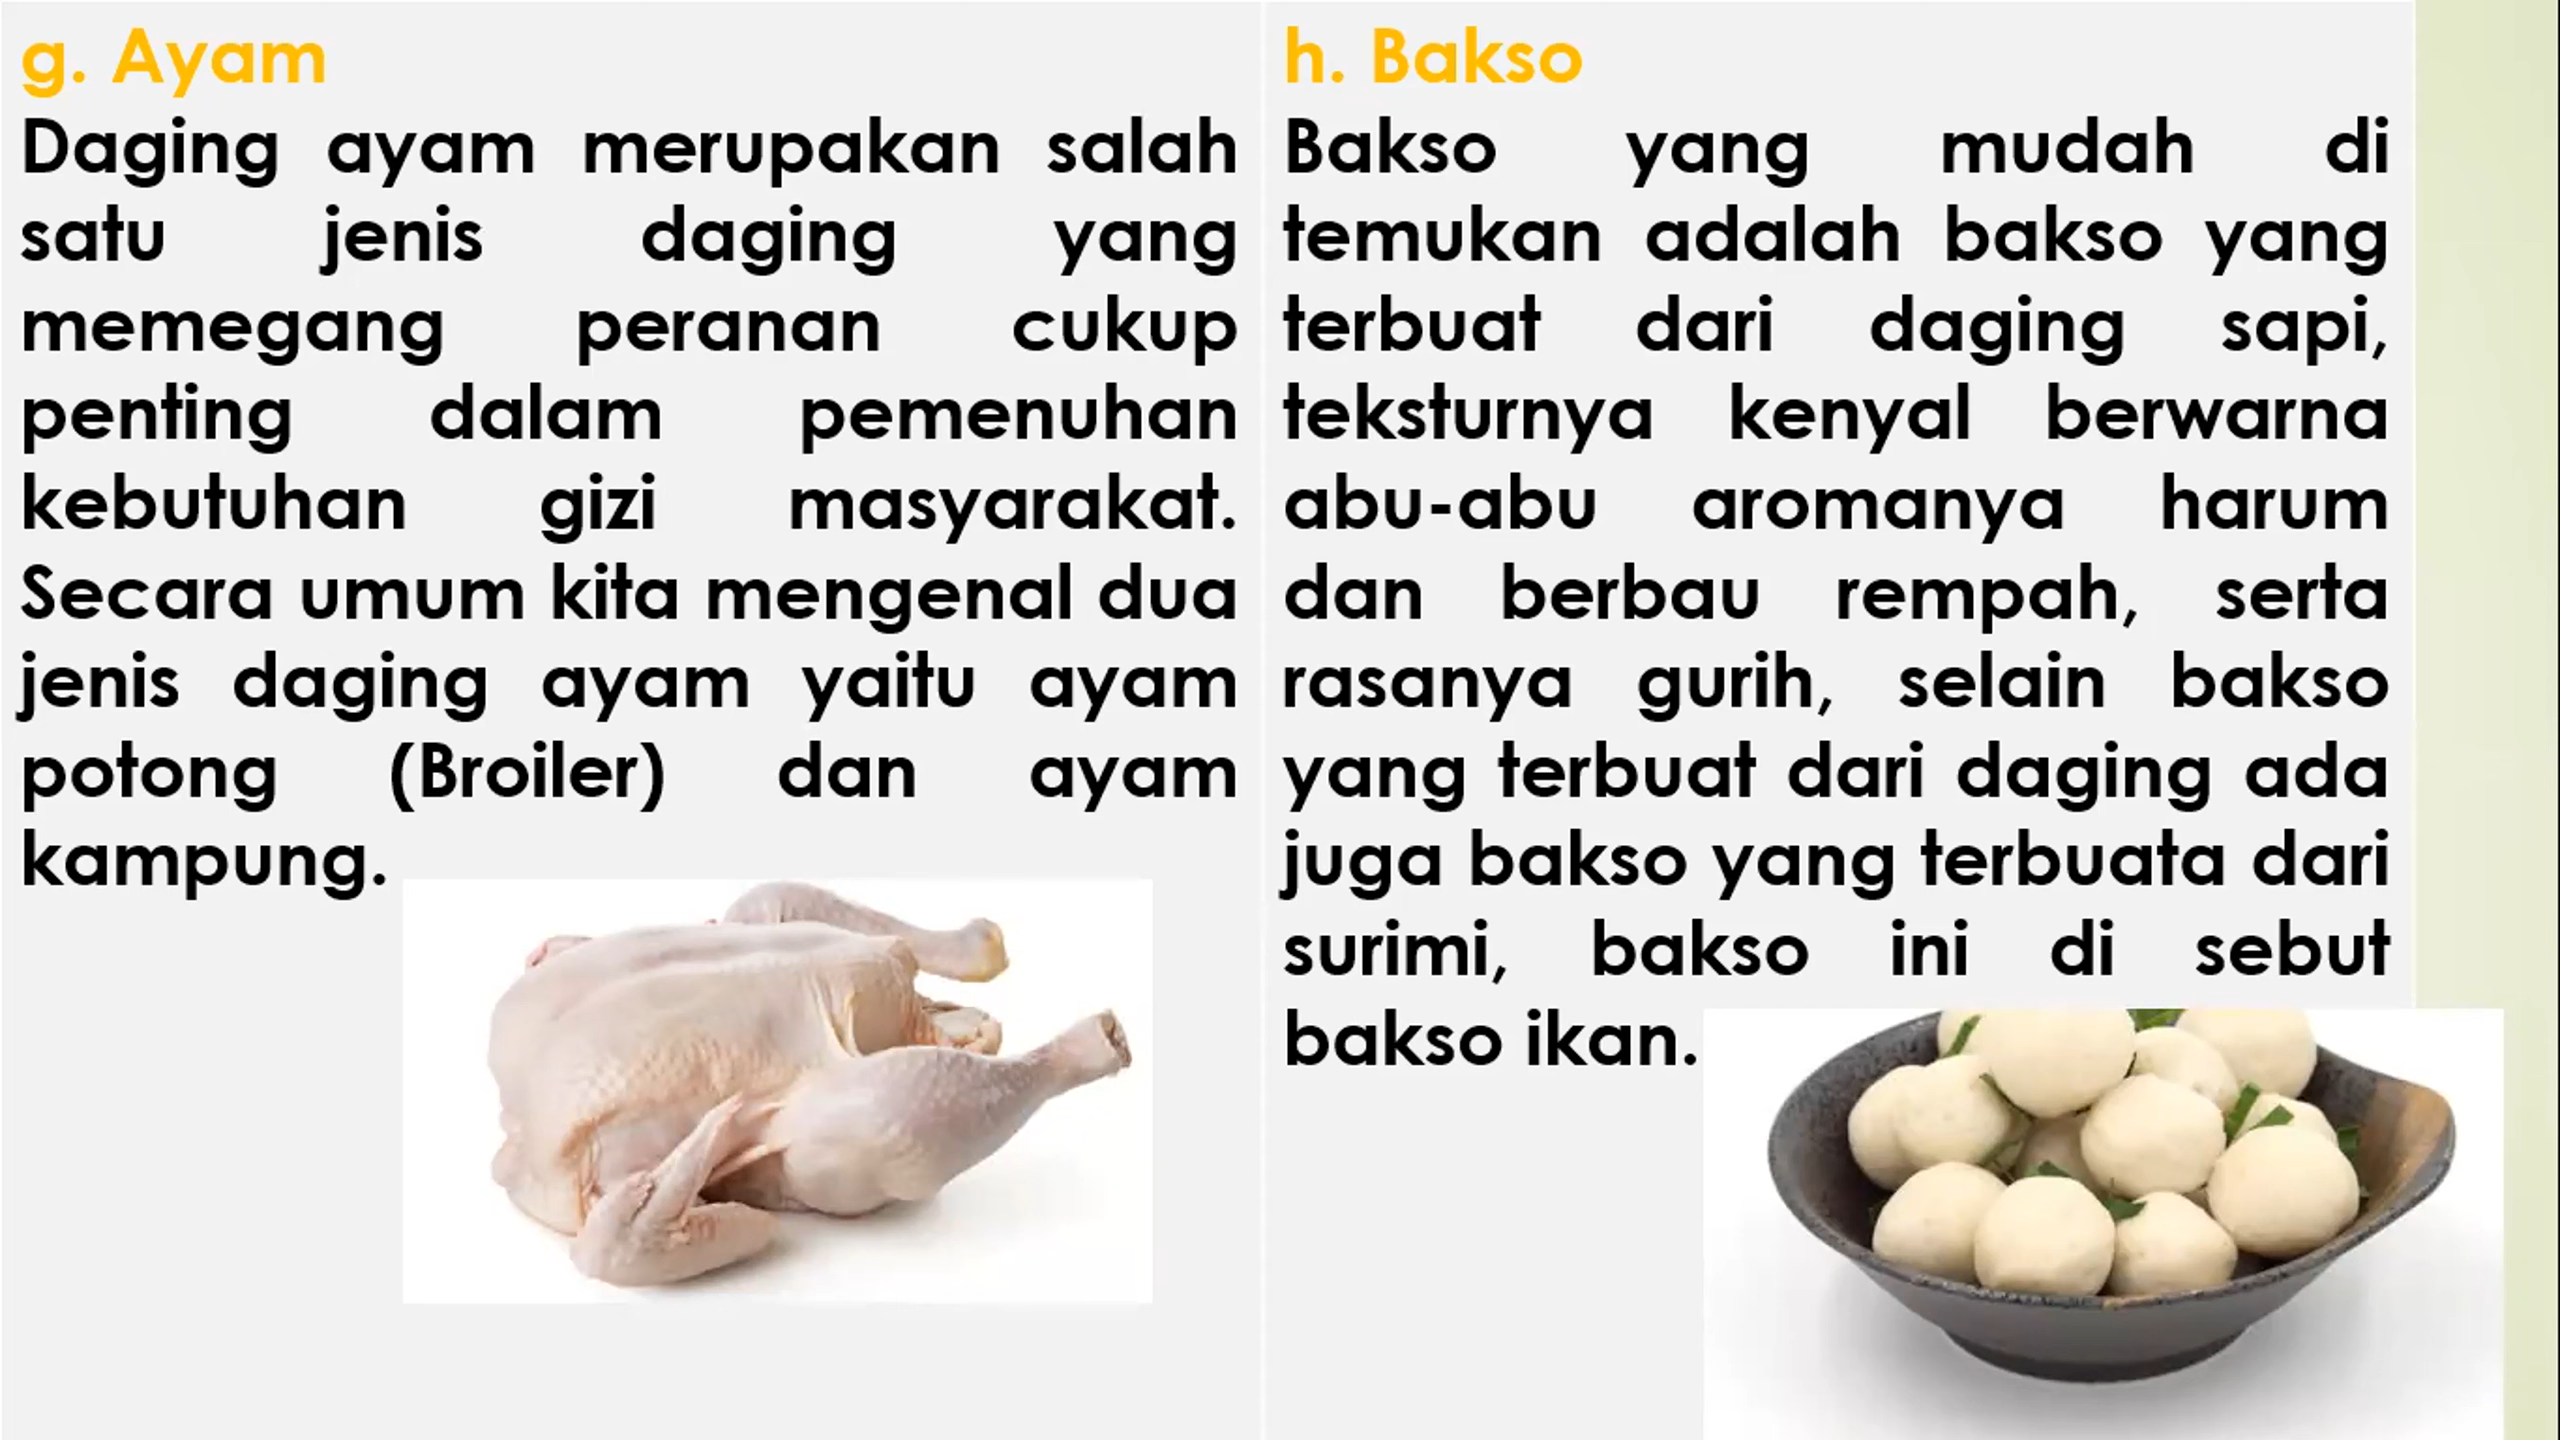 g. Ayam
Daging ayam merupakan salah
satu jenis daging yang
memegang peranan cukup
penting dalam pemenuhan
kebutuhan gizi masyarakat.
Secara umum kita mengenal dua
jenis daging ayam yaitu ayam
potong (Broiler) dan ayam
kampung.
h. Bakso
Bakso yang mudah di
temukan adalah bakso yang
terbuat dari daging sapi,
teksturnya kenyal berwarna
abu-abu aromanya harum
dan berbau rempah, serta
rasanya gurih, selain bakso
yang terbuat dari daging ada
juga bakso yang terbuata dari
surimi, bakso ini di sebut
bakso ikan.